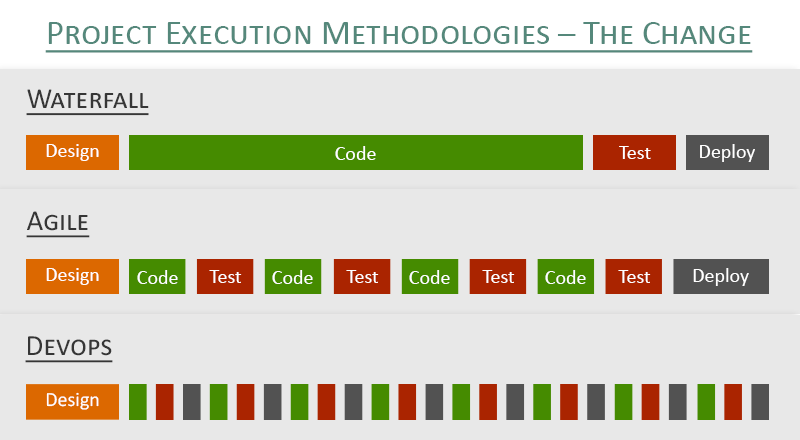 Project Execution Methodologies – The Change
Waterfall
Design Code Test Deploy
Agile
Design Code Test Code Test Code Test Code Test Deploy
Devops
Design